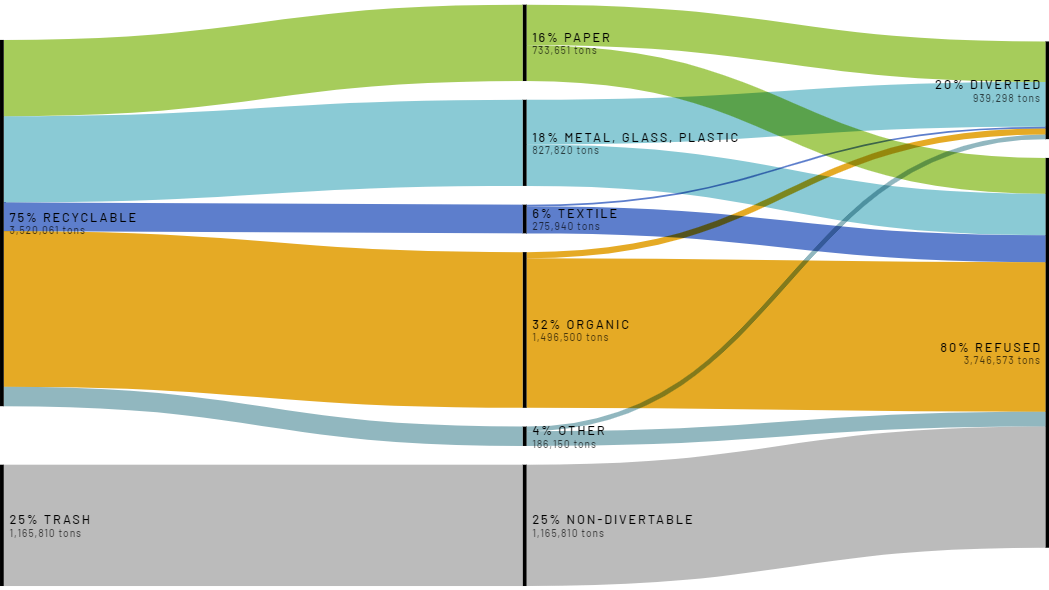 75% RECYCLABLE
3,520,061 tons
25% TRASH
1,165,810 tons
16% PAPER
733,651 tons
18% METAL, GLASS, PLASTIC
827,820 tons
6% TEXTILE
275,940 tons
32% ORGANIC
1,496,500 tons
4% OTHER
186,150 tons
25% NON-DIVERTABLE
1,165,810 tons
20% DIVERTED
939,298 tons
80% REFUSED
3,746,573 tons